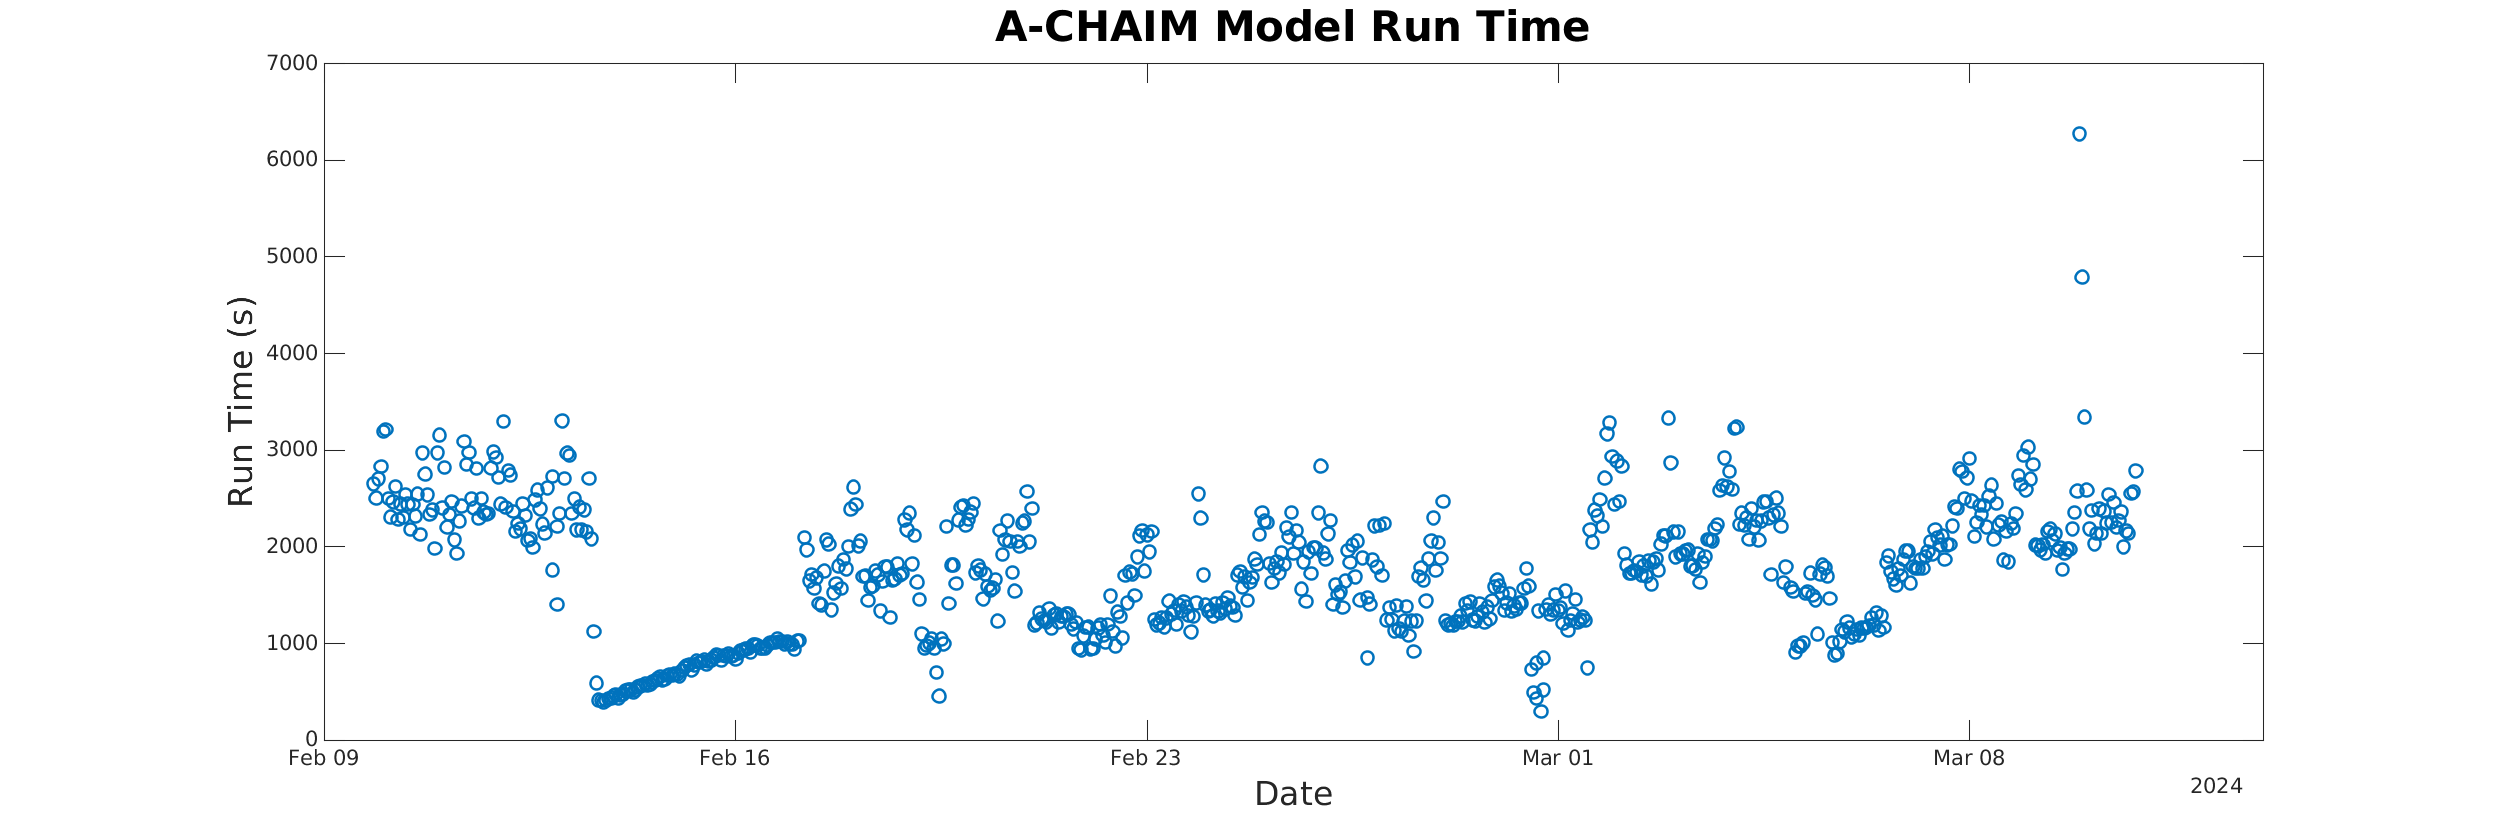 A-CHAIM Model Run Time
7000
6000
5000
4000
3000
2000
1000
0
Run Time (s)
Feb 09
Feb 16
Feb 23
Mar 01
Mar 08
Date
2024